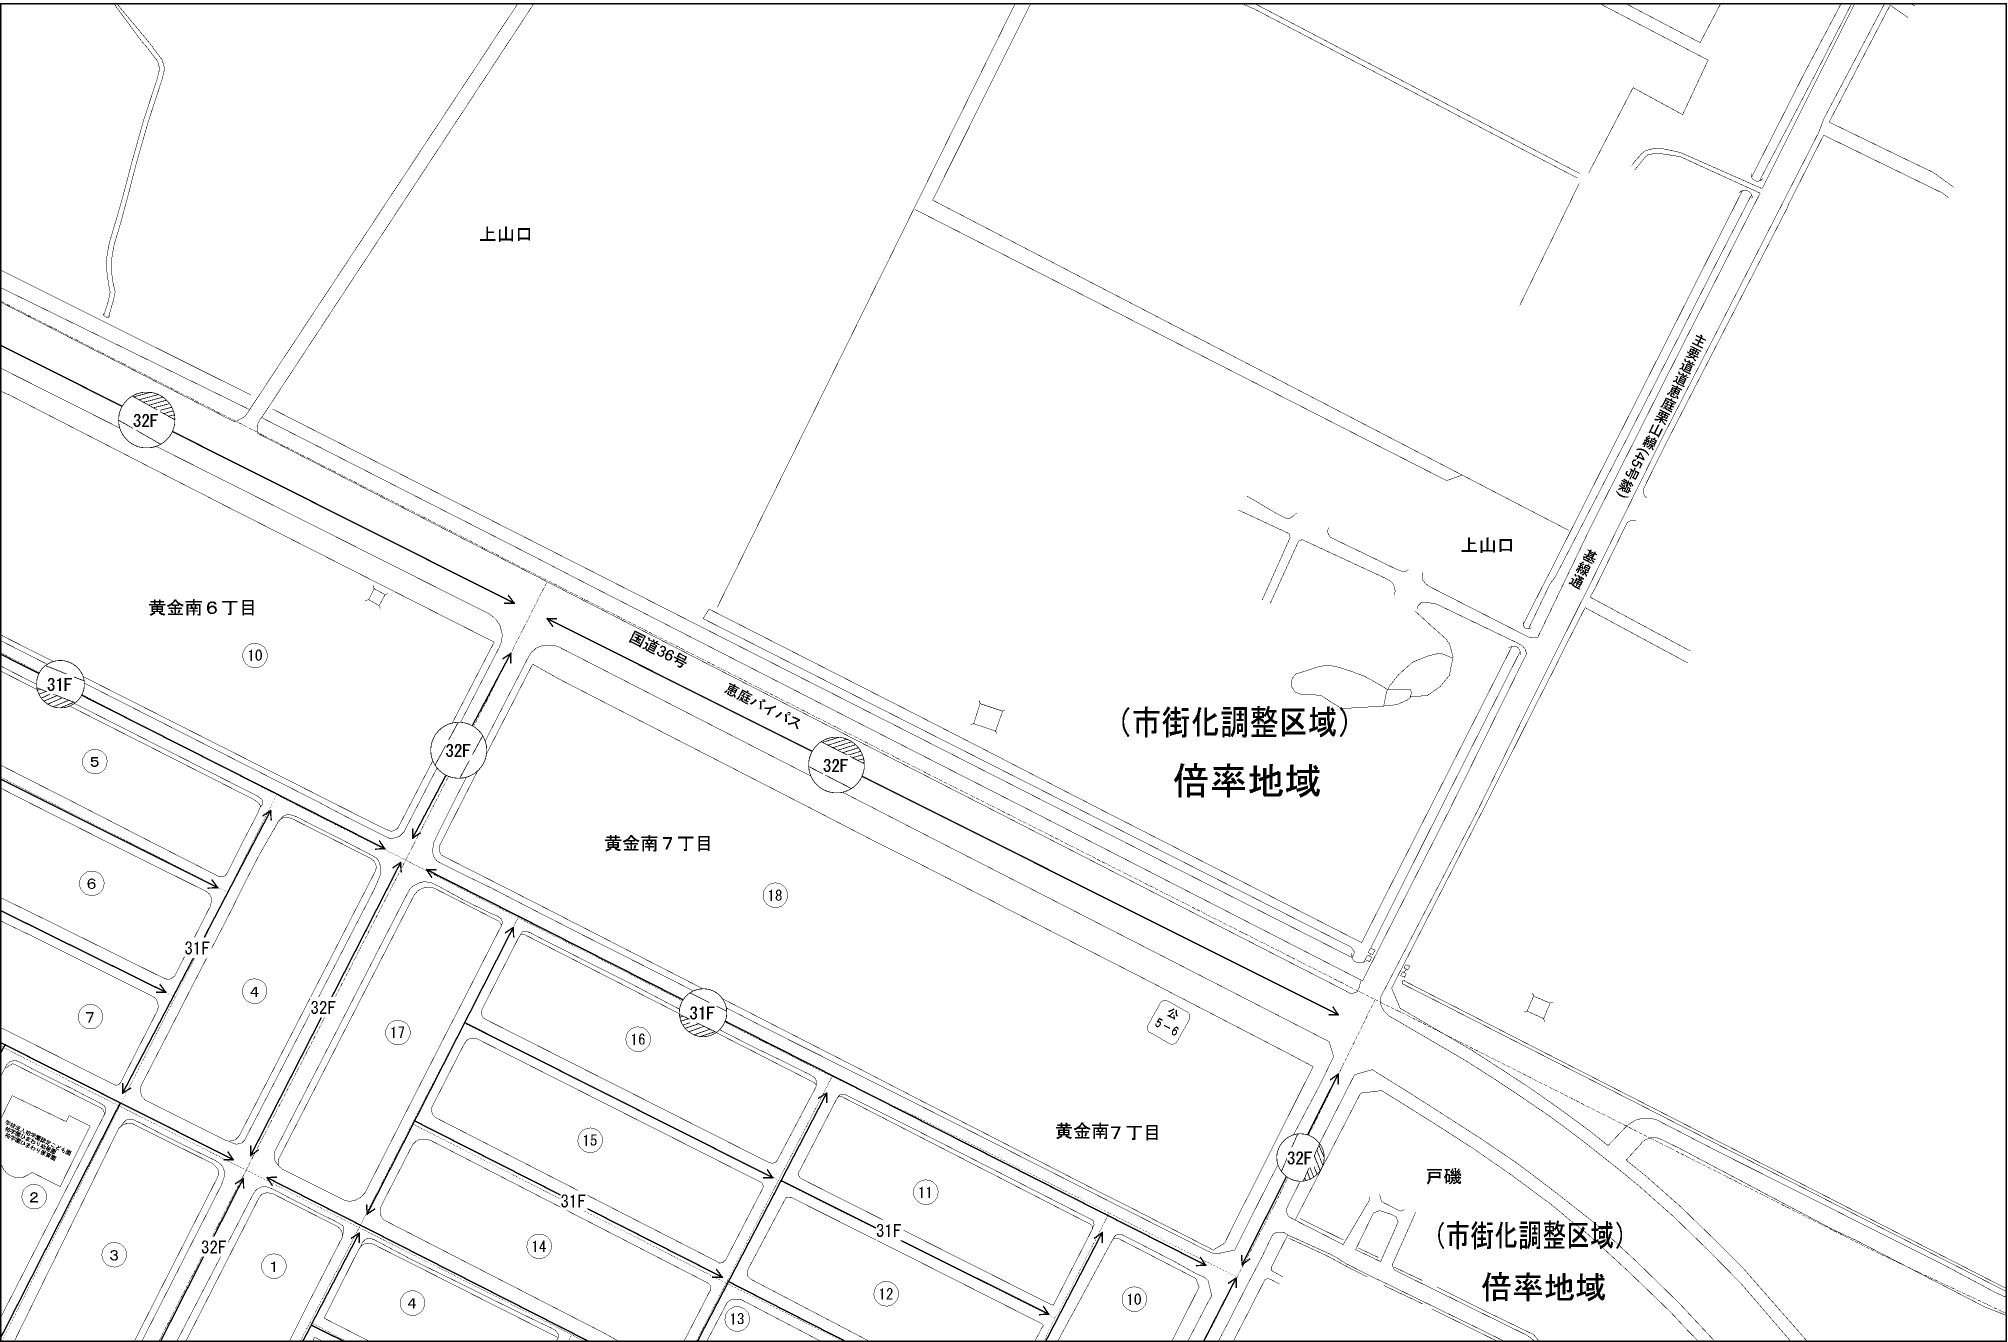 上山口
主要道道恵庭栗山線(45号線)
32F
上山口
基線通
黄金南6丁目
10
国道36号
恵庭バイパス
31F
(市街化調整区域)
倍率地域
32F
32F
5
黄金南7丁目
18
6
31F
4
32F
7
17
31F
16
公
5-6
黄金南7丁目
15
32F
戸磯
2
11
31F
31F
(市街化調整区域)
倍率地域
3
32F
14
1
4
12
10
13